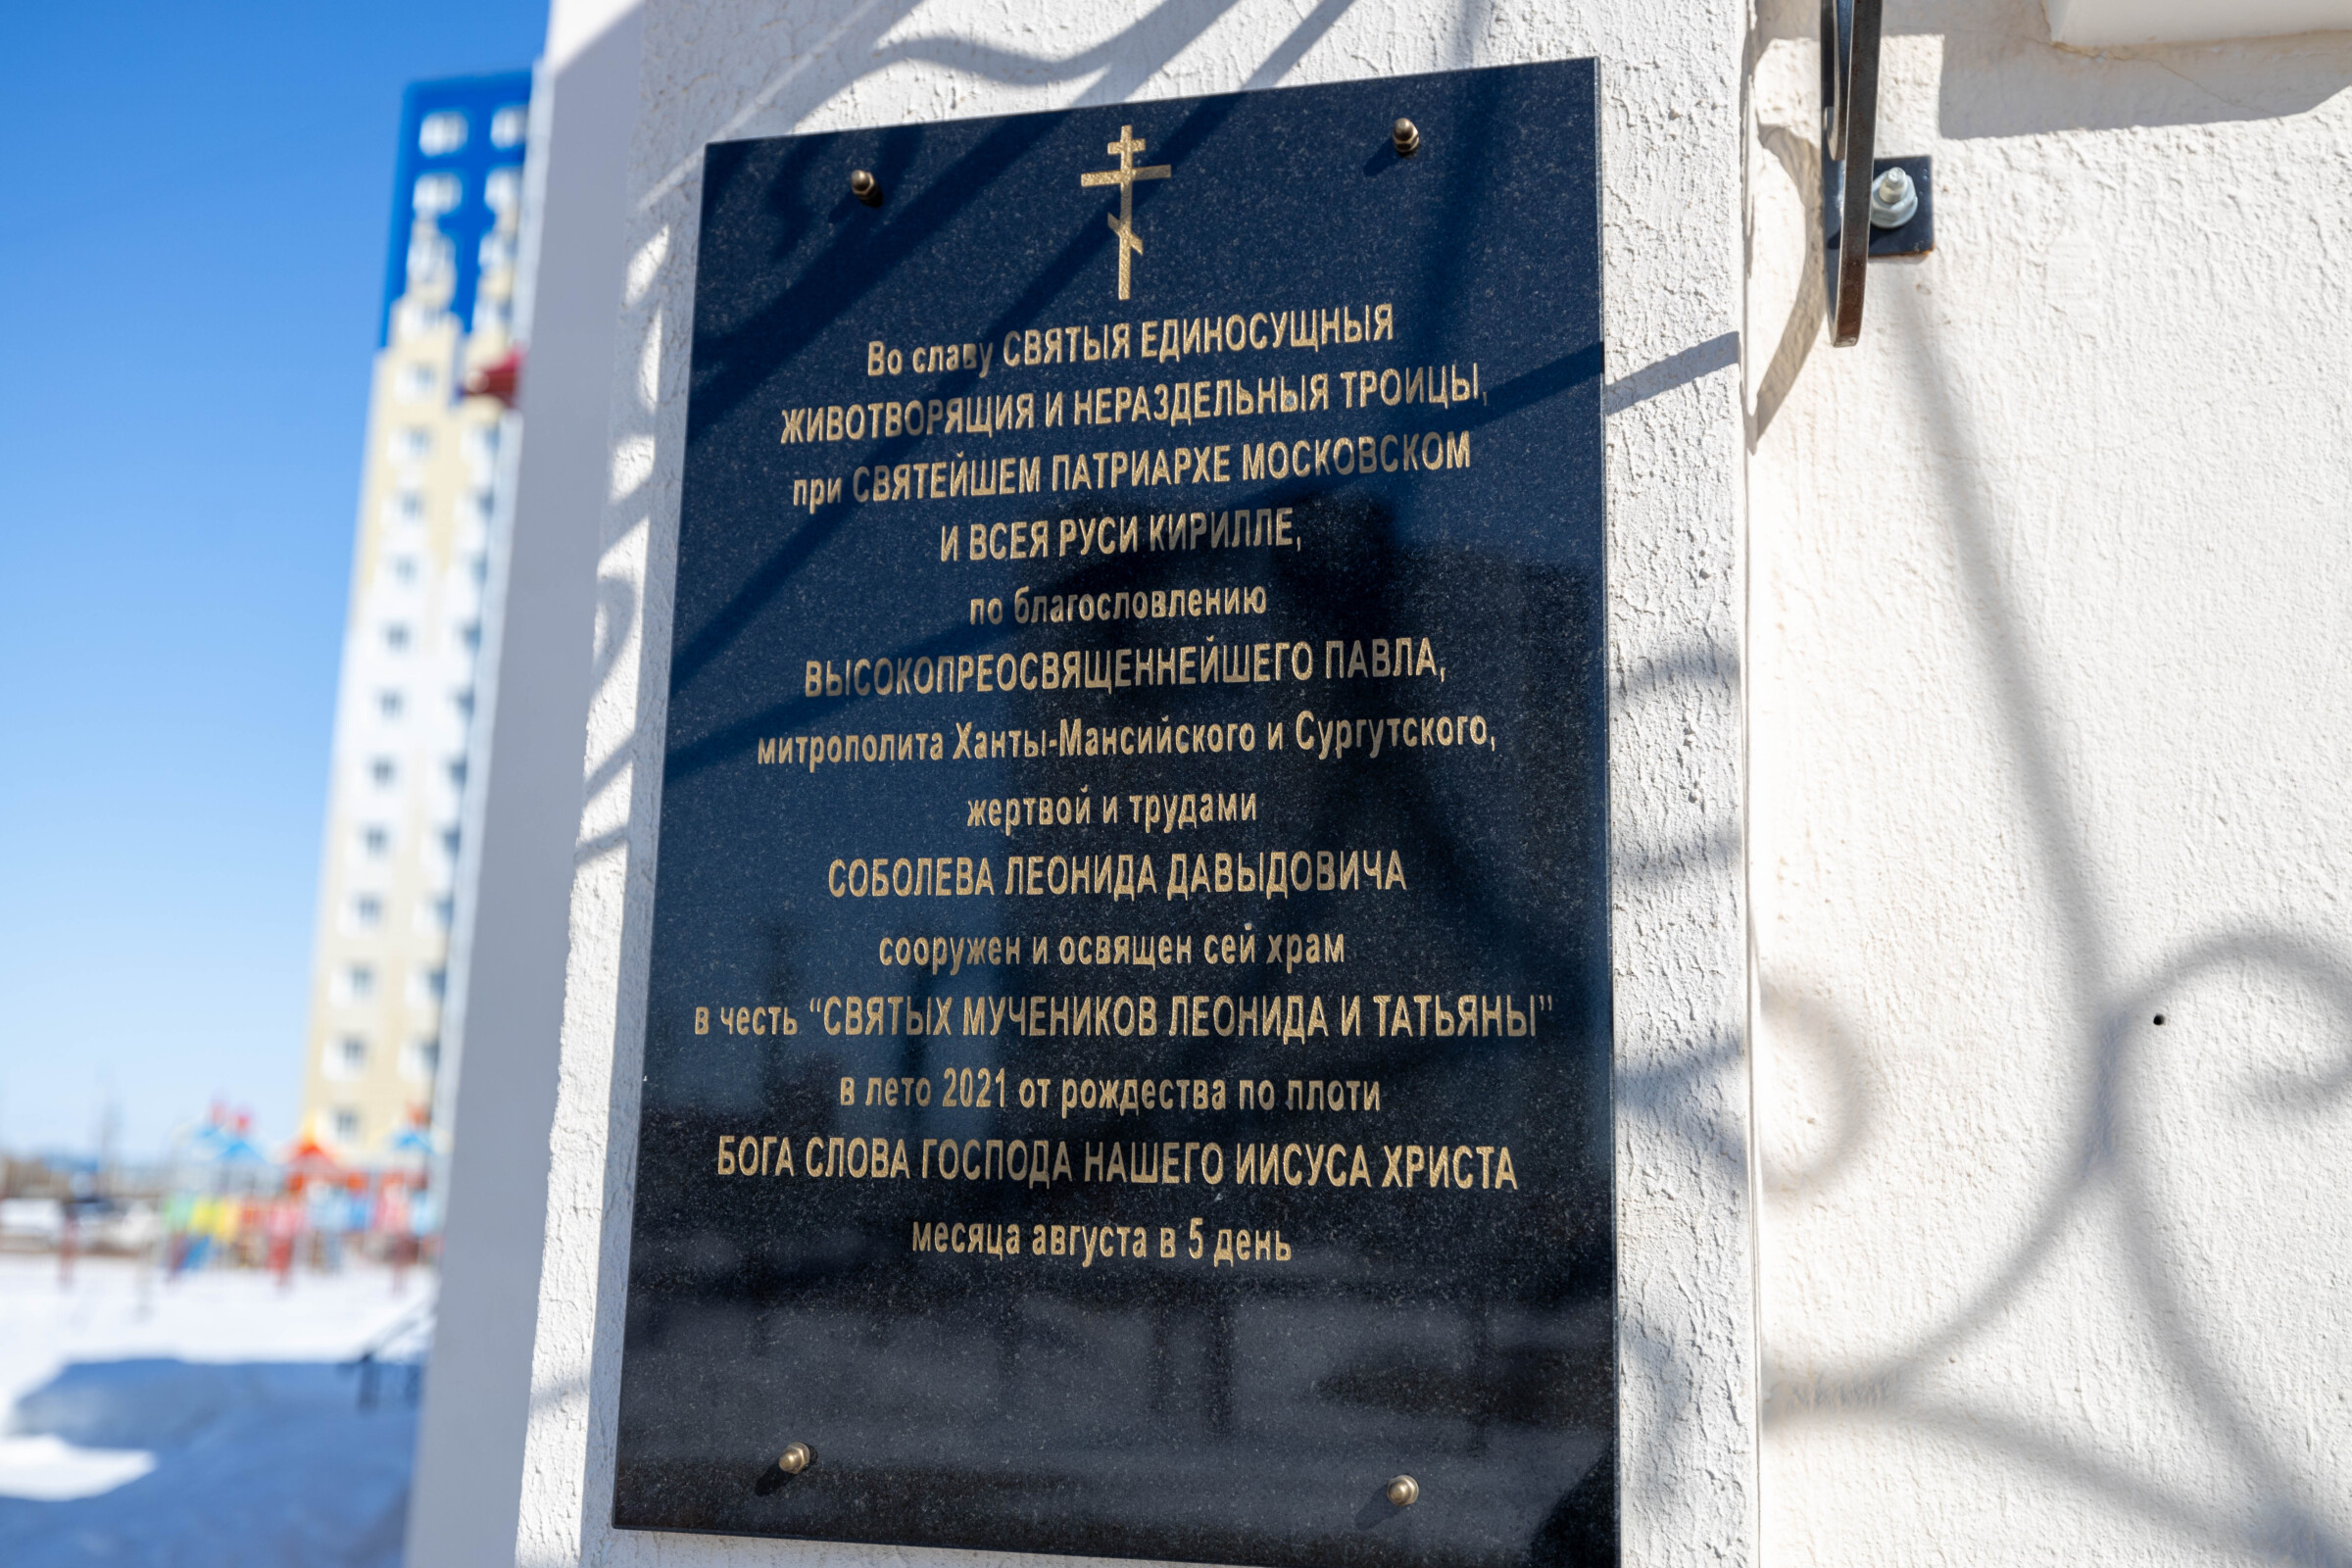 Во славу СВЯТЫЯ ЕДИНОСУЩНЫЯ
ЖИВОТВОРЯЩИЯ И НЕРАЗДЕЛЬНЫЯ ТРОИЦЫ,
при СВЯТЕЙШЕМ ПАТРИАРХЕ МОСКОВСКОМ
И ВСЕЯ РУСИ КИРИЛЛЕ,
по благословлению
ВЫСОКОПРЕОСВЯЩЕННЕЙШЕГО ПАВЛА,
митрополита Ханты-Мансийского и Сургутского,
жертвой и трудами
СОБОЛЕВА ЛЕОНИДА ДАВЫДОВИЧА
сооружен и освящен сей храм
в честь “СВЯТЫХ МУЧЕНИКОВ ЛЕОНИДА И ТАТЬЯНЫ”
в лето 2021 от рождества по плоти
БОГА СЛОВА ГОСПОДА НАШЕГО ИИСУСА ХРИСТА
месяца августа в 5 день